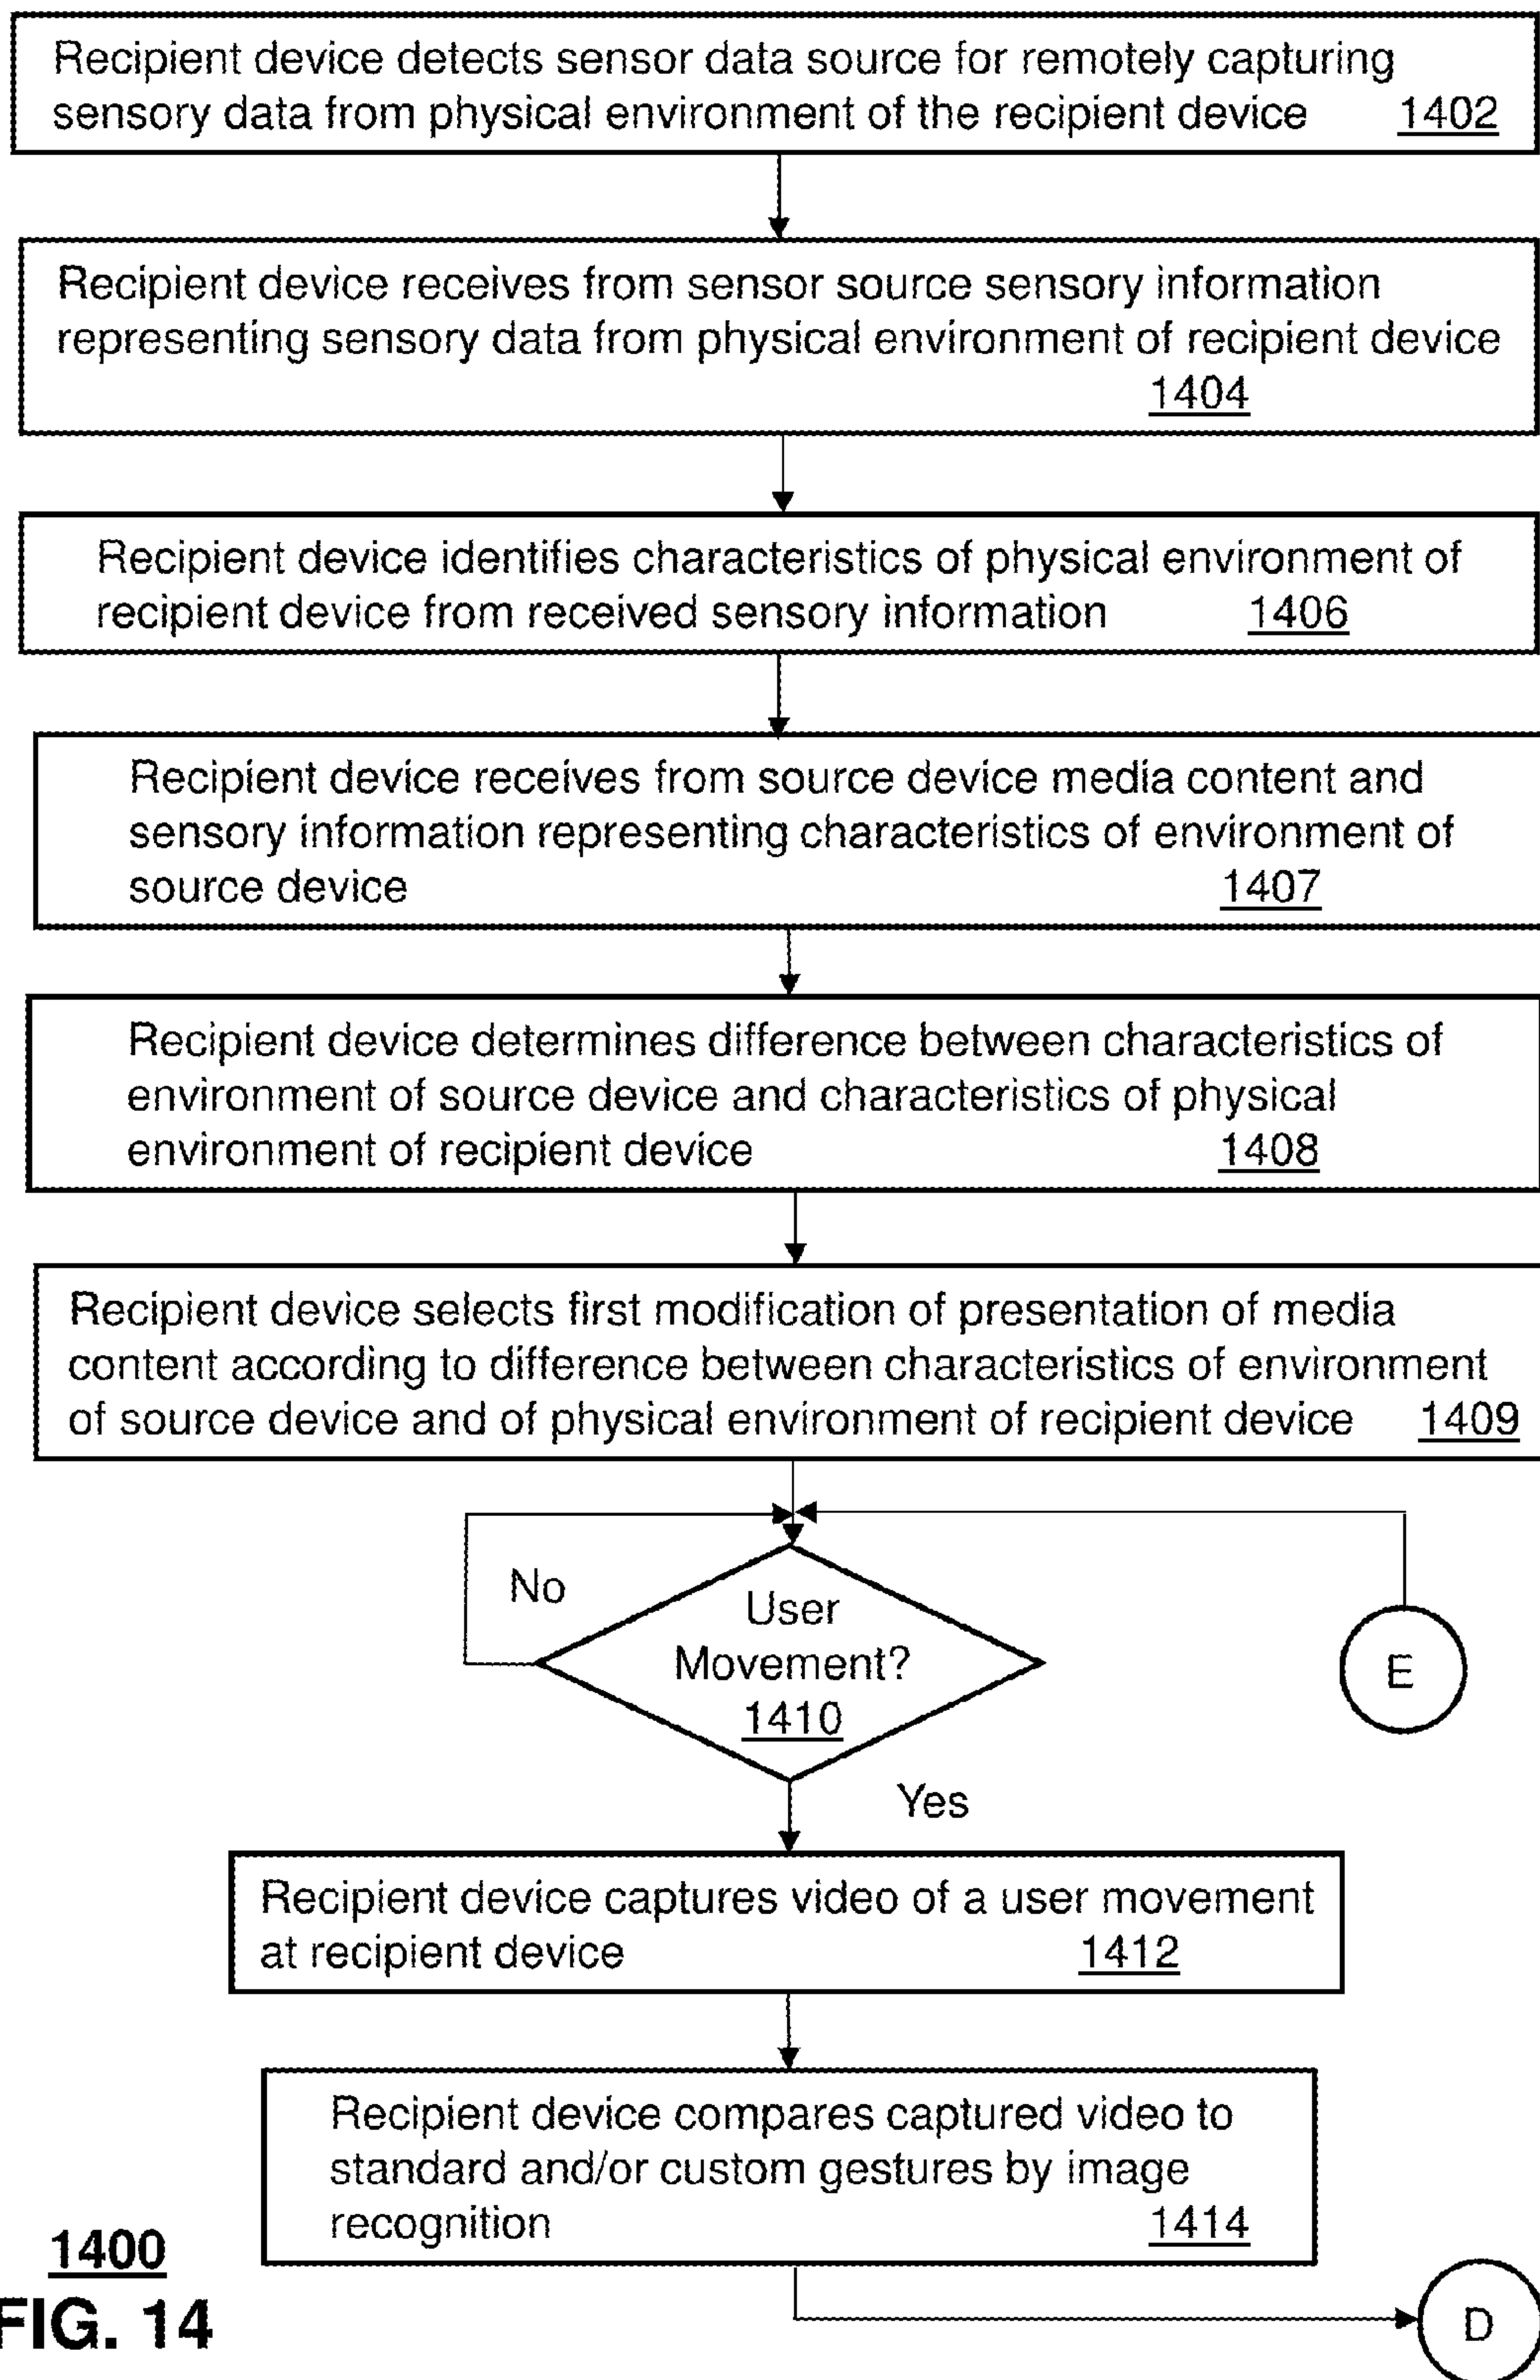 Recipient device detects sensor data source for remotely capturing
sensory data from physical environment of the recipient device 1402
Recipient device receives from sensor source sensory information
representing sensory data from physical environment of recipient device
1404
Recipient device identifies characteristics of physical environment of
recipient device from received sensory information 1406
Recipient device receives from source device media content and
sensory information representing characteristics of environment of
source device 1407
Recipient device determines difference between characteristics of
environment of source device and characteristics of physical
environment of recipient device 1408
Recipient device selects first modification of presentation of media
content according to difference between characteristics of environment
of source device and of physical environment of recipient device 1409
No
User
Movement?
1410
E
Yes
Recipient device captures video of a user movement
at recipient device 1412
Recipient device compares captured video to
standard and/or custom gestures by image
recognition 1414
1400
FIG. 14
D